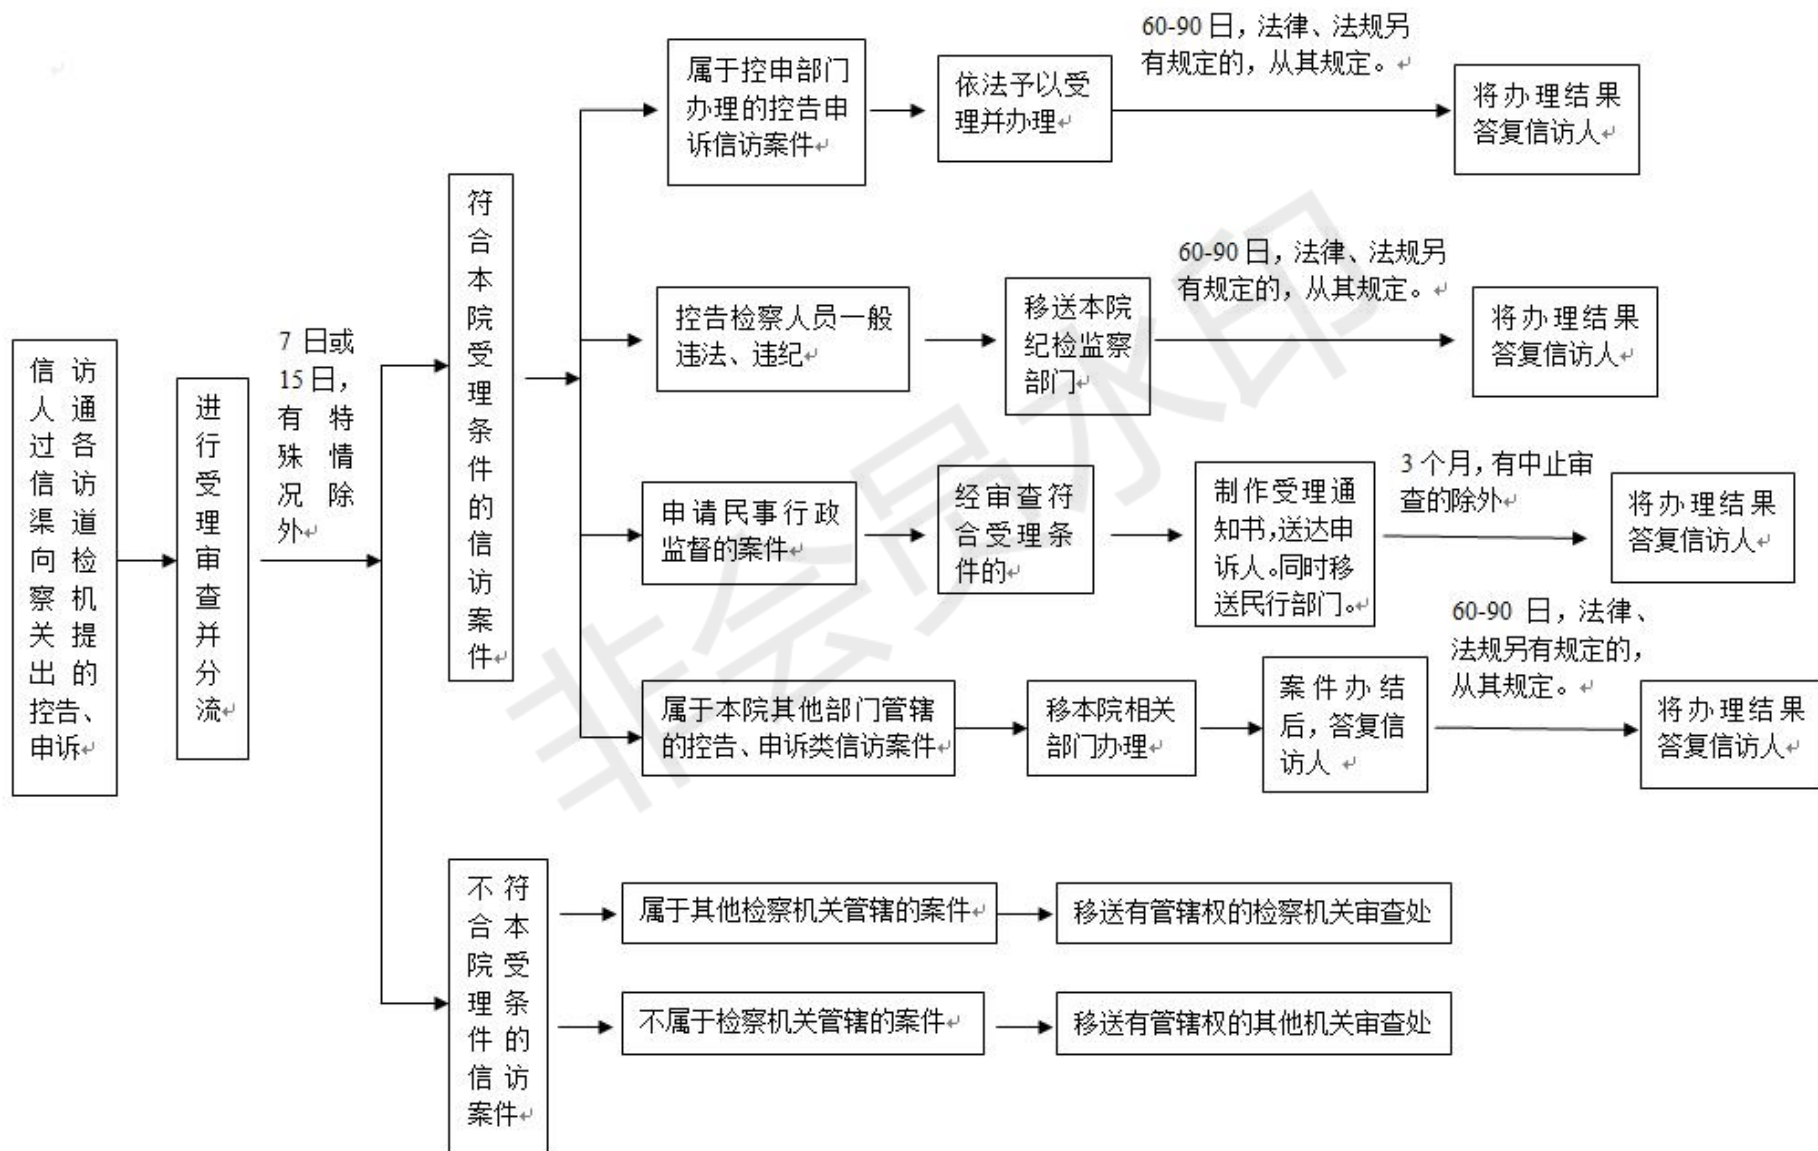 信访
人通
过各
信访
渠道
向检
察机
关提
出的
控告、
申诉
进
行
受
理
审
查
并
分
流
7 日或
15日，
有特
殊情
况除
外
符
合
本
院
受
理
条
件
的
信
访
案
件
属于控申部门
办理的控告申
诉信访案件
依法予以受
理并办理
60-90日，法律、法规另
有规定的，从其规定。
将办理结果
答复信访人
控告检察人员一般
违法、违纪
移送本院
纪检监察
部门
60-90日，法律、法规另
有规定的，从其规定。
将办理结果
答复信访人
申请民事行政
监督的案件
经审查符
合受理条
件的
制作受理通
知书，送达申
诉人。同时移
送民行部门。
3个月，有中止审
查的除外
将办理结果
答复信访人
属于本院其他部门管辖
的控告、申诉类信访案件
移本院相关
部门办理
案件办结
后，答复信
访人
60-90 日，法律、
法规另有规定的，
从其规定。
将办理结果
答复信访人
不符
合本
院受
理条
件的
信访
案件
属于其他检察机关管辖的案件
移送有管辖权的检察机关审查处
不属于检察机关管辖的案件
移送有管辖权的其他机关审查处
非会员水印